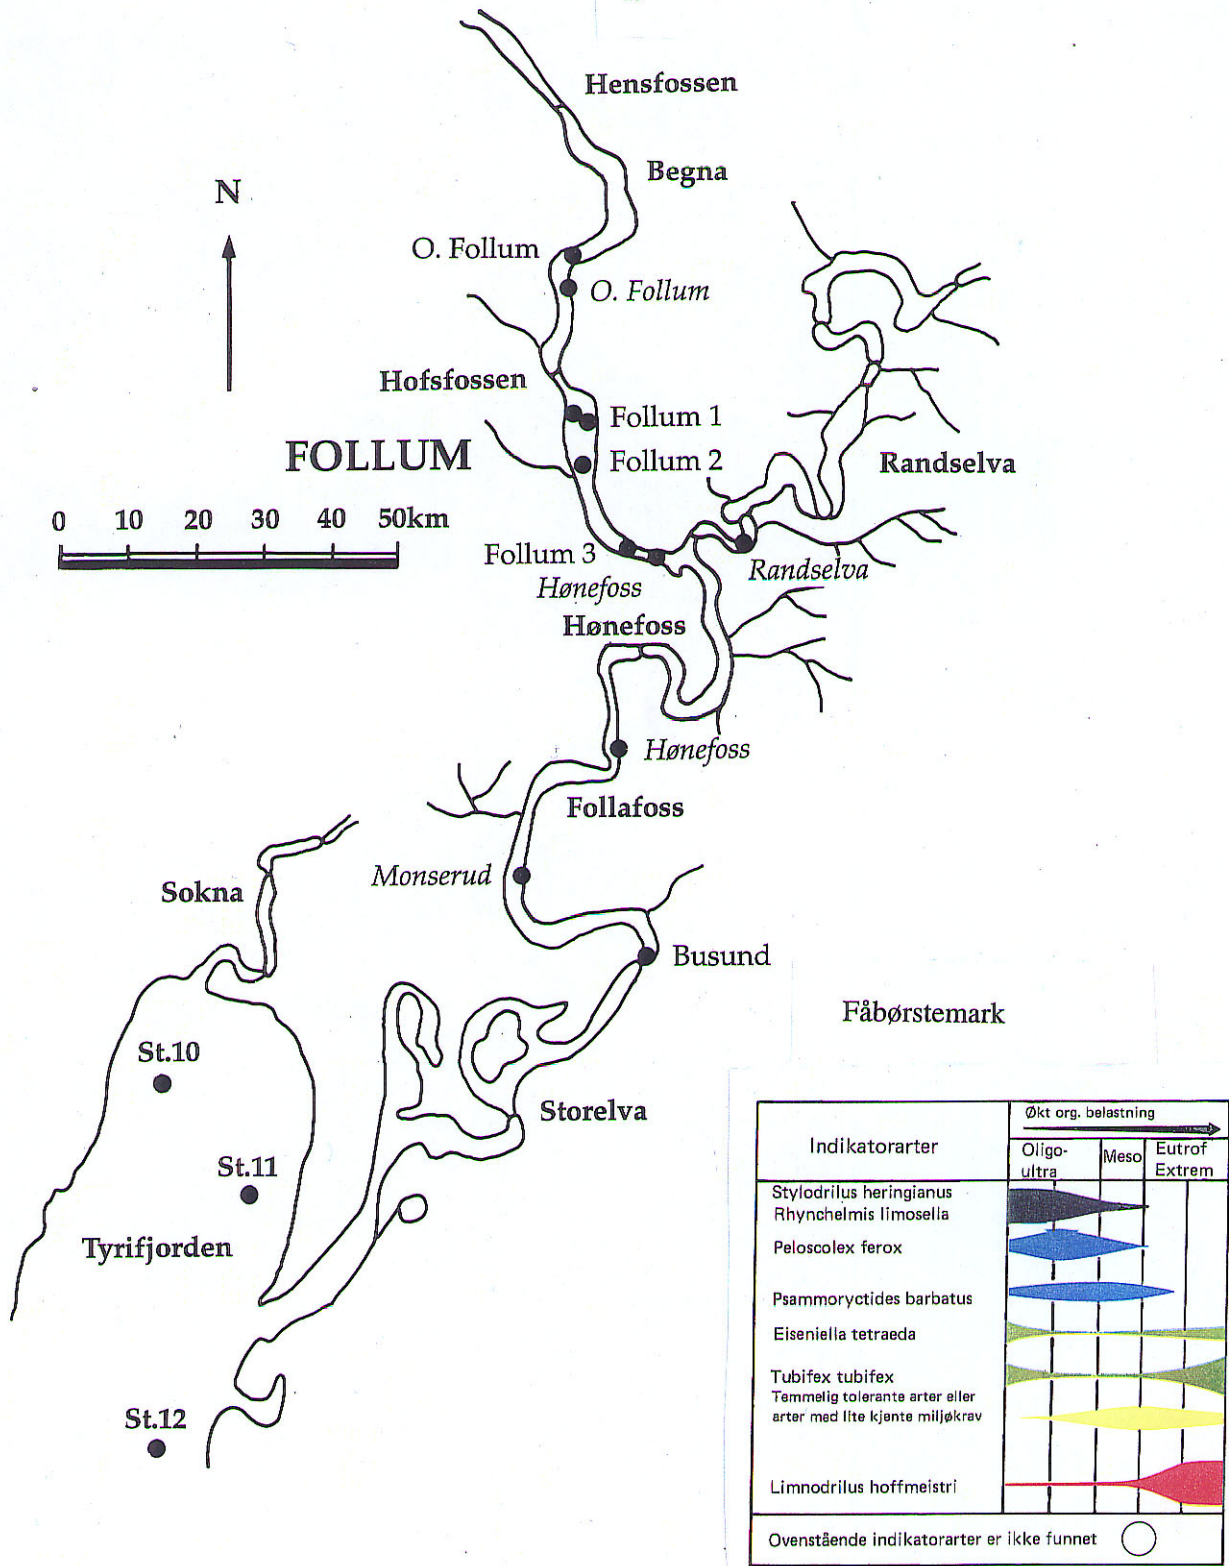 Hensfossen
Begna
N
O. Follum
O. Follum
Hofsfossen
Follum 1
FOLLUM
Follum 2
Randselva
0 10 20 30 40 50km
Follum 3
Hønefoss
Randselva
Hønefoss
Hønefoss
Follafoss
Monserud
Sokna
Busund
Fåbørstemark
St.10
Storelva
St.11
Tyrifjorden
St.12
Indikatorarter
Økt org. belastning
Oligo-
ultra
Meso
Eutrof
Extrem
Stylodrilus heringianus
Rhynchelmis limosella
Peloscolex ferox
Psammoryctides barbatus
Eiseniella tetraeda
Tubifex tubifex
Temmelig tolerante arter eller
arter med lite kjente miljøkrav
Limnodrilus hoffmeistri
Ovenstående indikatorarter er ikke funnet